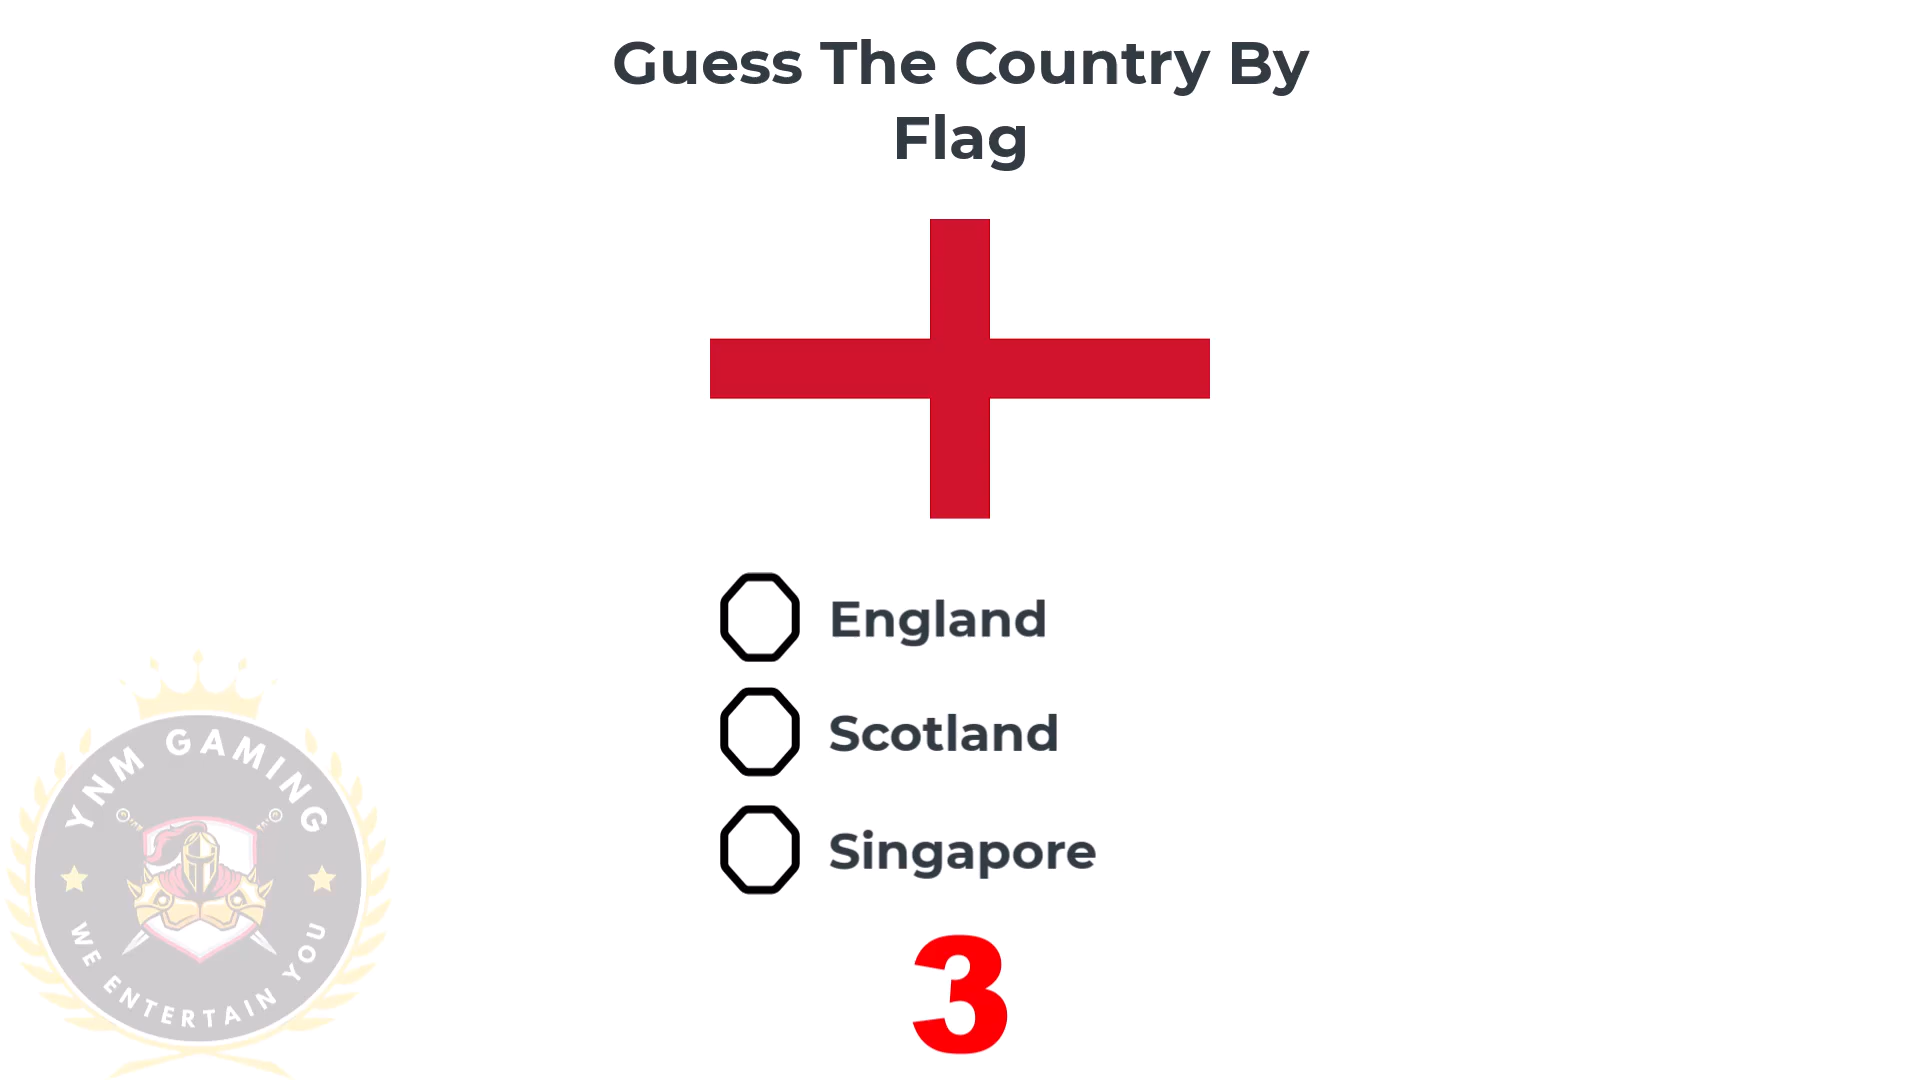 Guess The Country By
Flag
England
Scotland
Singapore
3
YNM GAMING
WE ENTERTAIN YOU